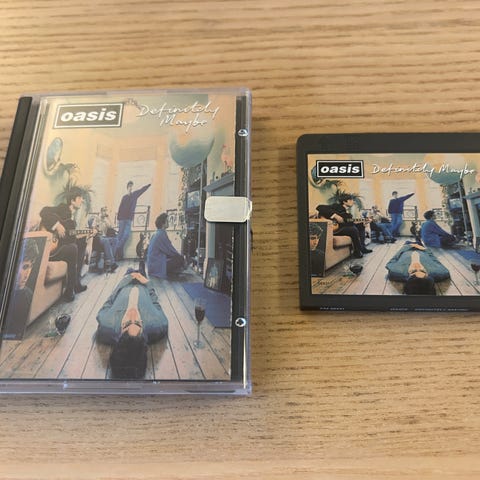 oasis
Definitely
Maybe
oasis
Definitely Maybe